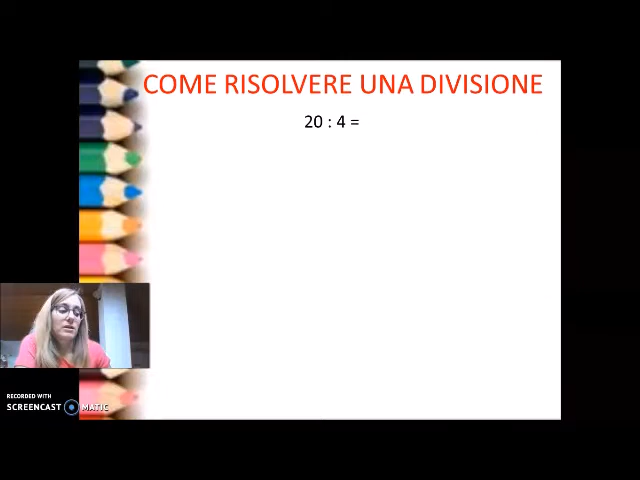 COME RISOLVERE UNA DIVISIONE
20 : 4 =
RECORDED WITH
SCREENCAST MATIC